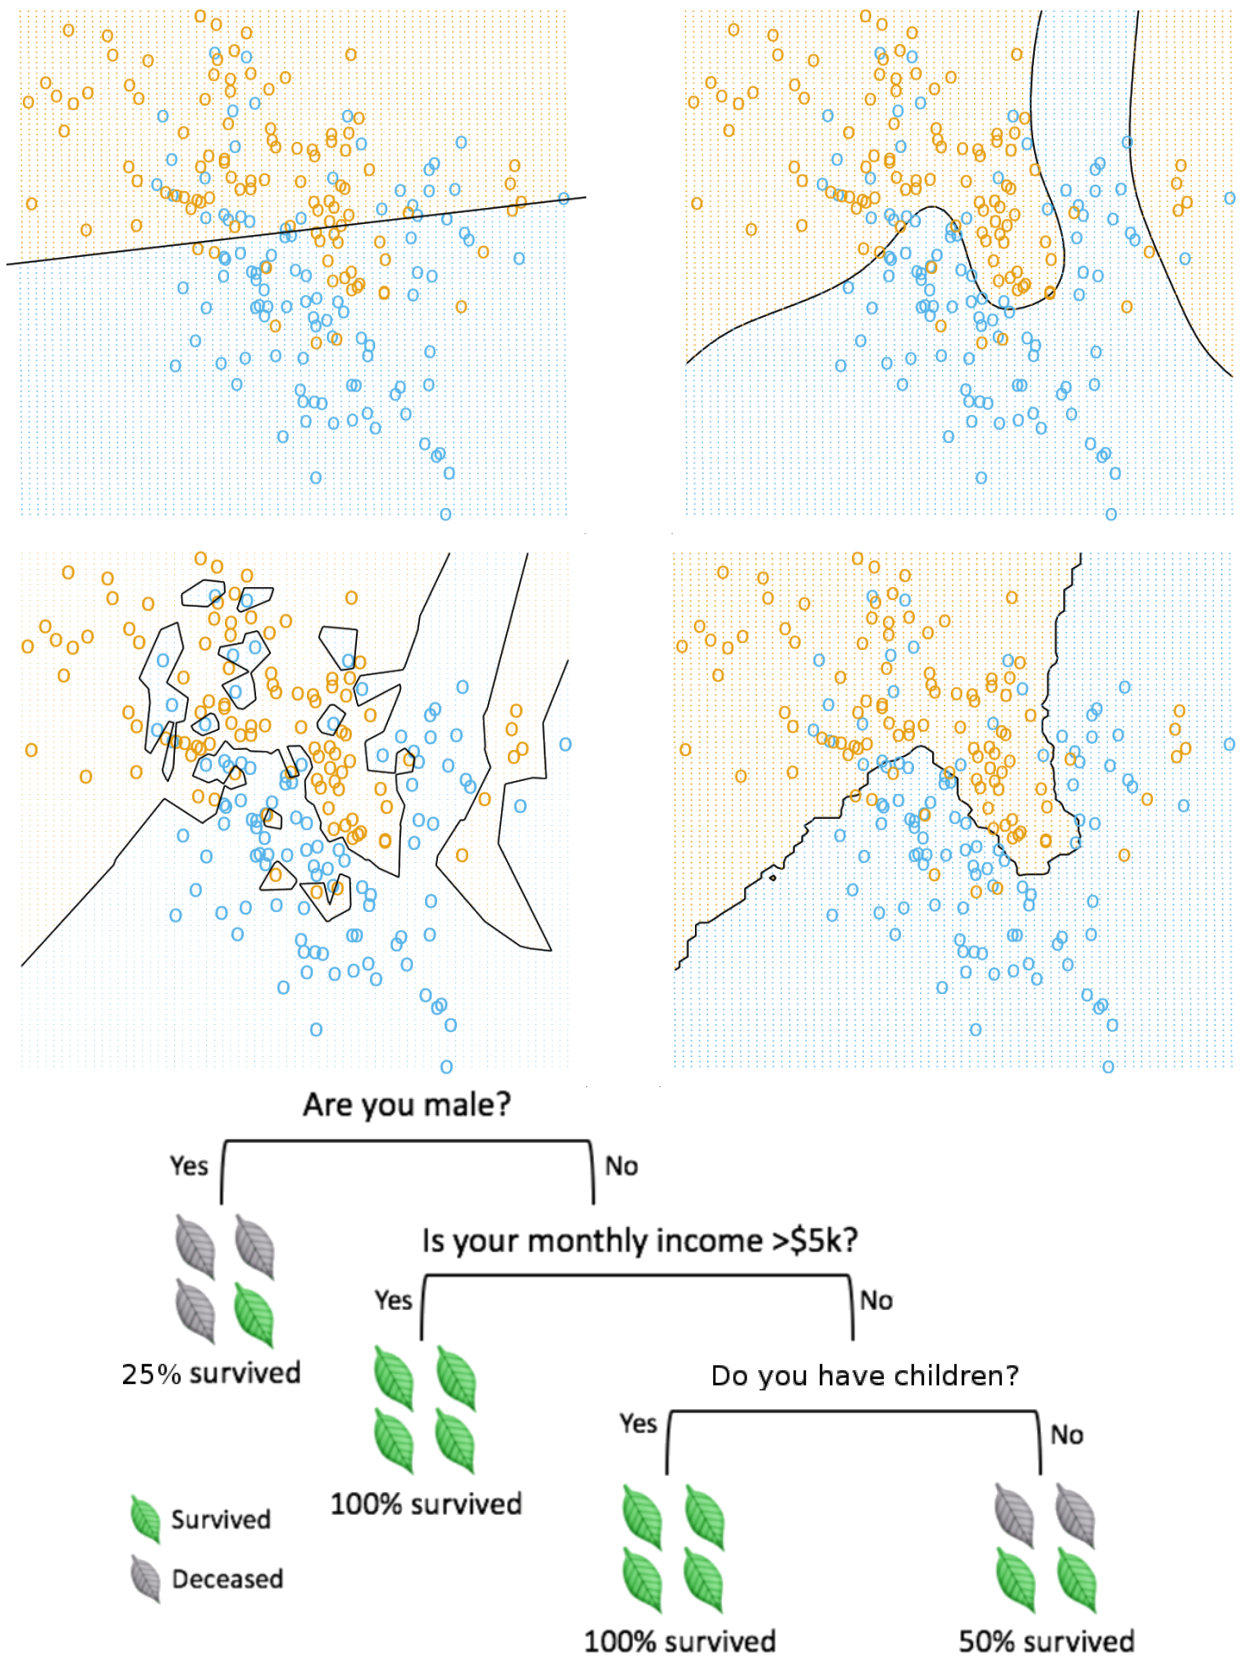 Are you male?
Yes
No
Is your monthly income >$5k?
Yes
No
25% survived
Do you have children?
Yes
No
100% survived
Survived
Deceased
100% survived
50% survived